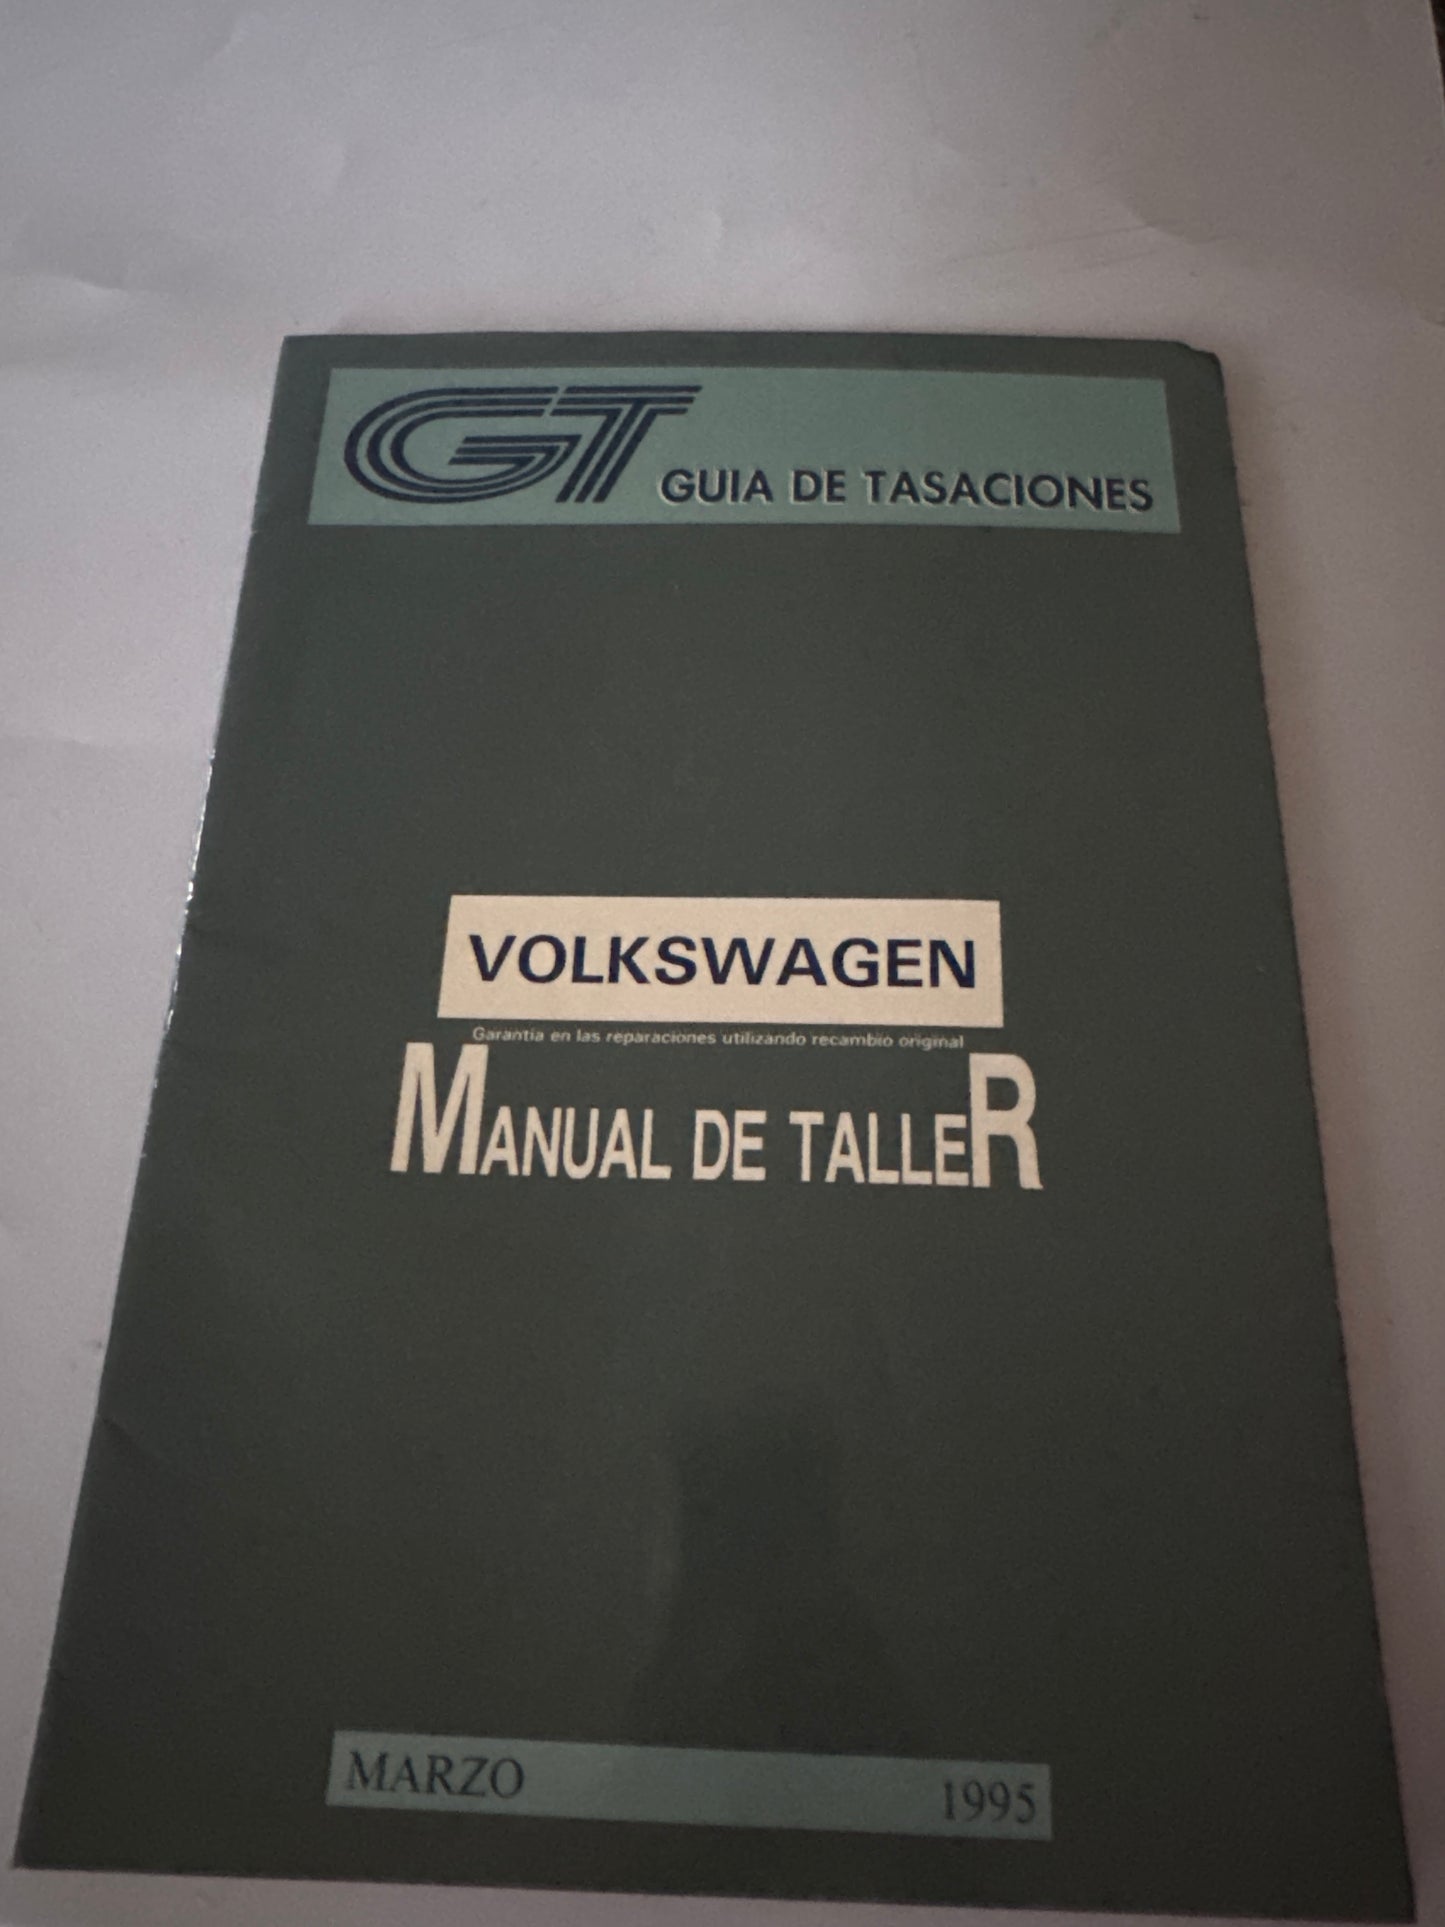 GT GUIA DE TASACIONES
VOLKSWAGEN
Garantia en las reparaciones utilizando recambio original
MANUAL DE TALLER
MARZO 1995